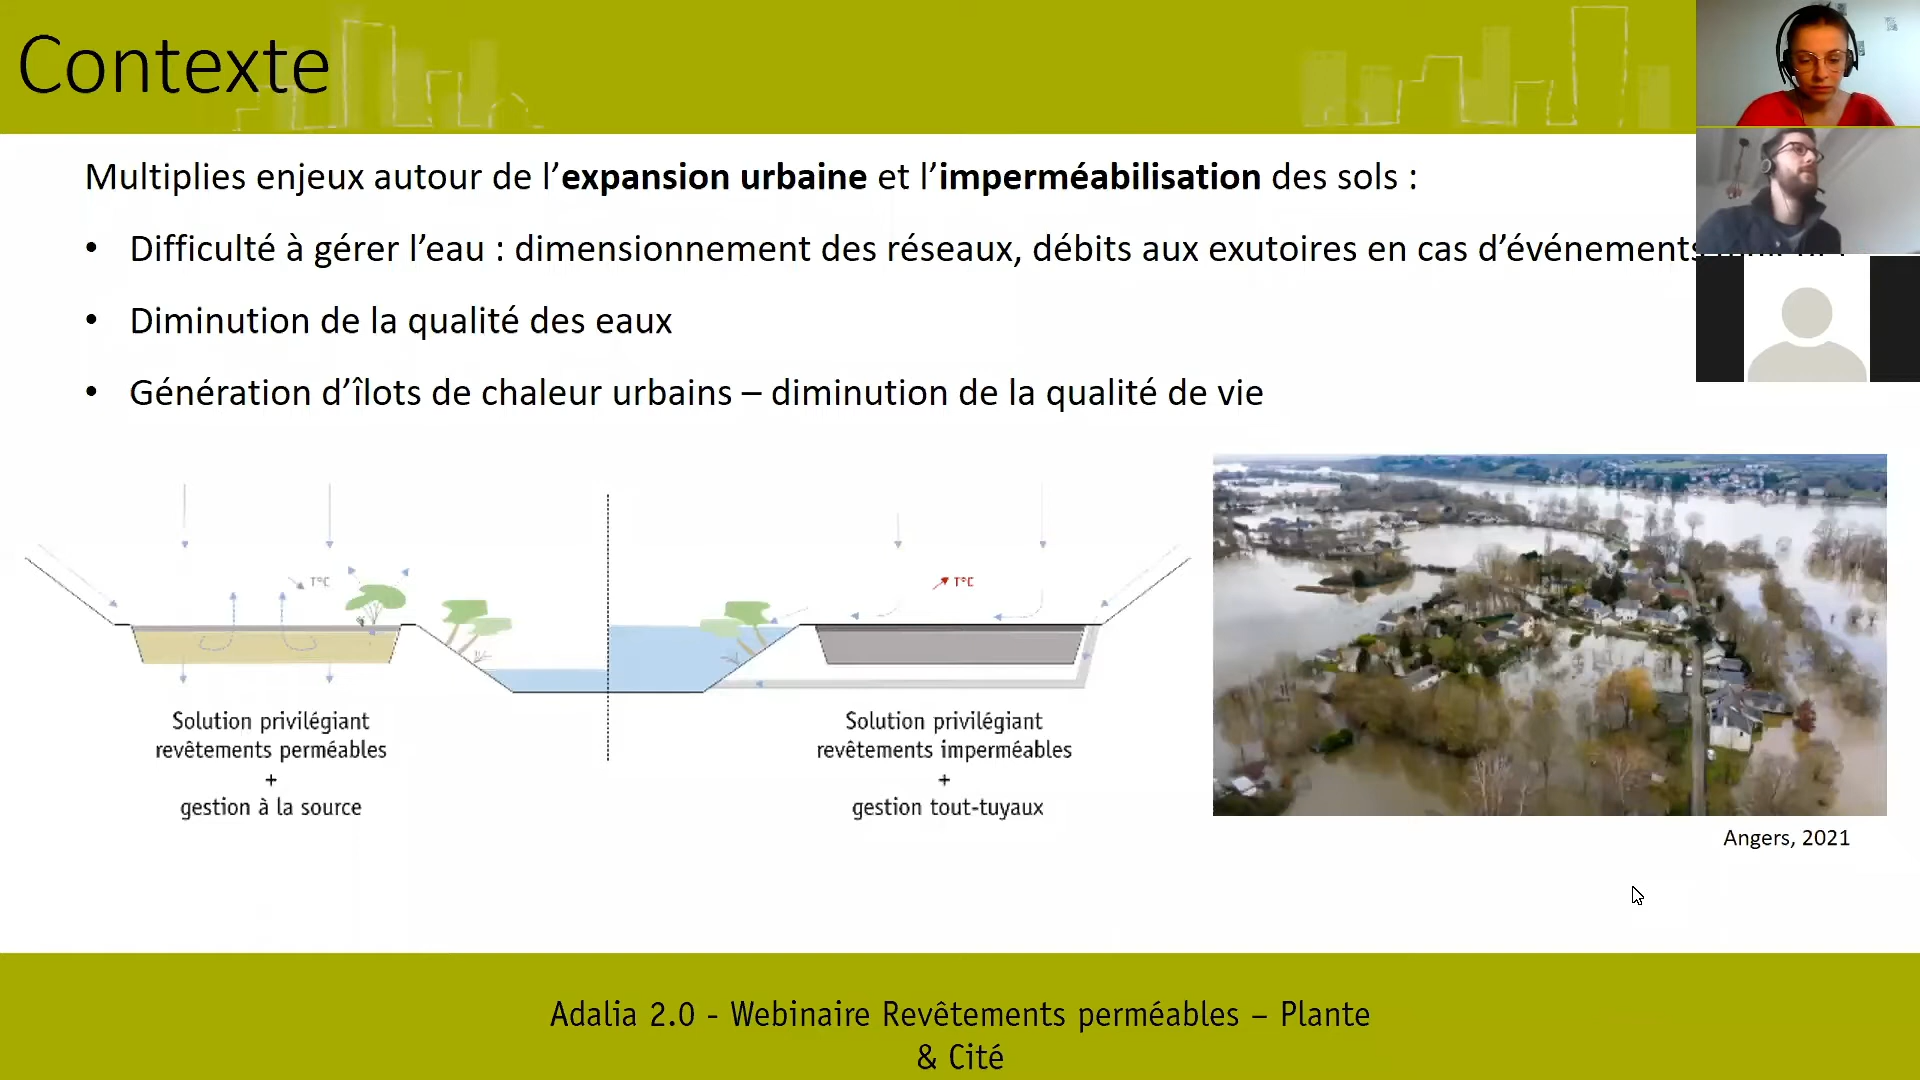 Contexte
Multiplies enjeux autour de l’expansion urbaine et l’imperméabilisation des sols :
• Difficulté à gérer l’eau : dimensionnement des réseaux, débits aux exutoires en cas d’événements
• Diminution de la qualité des eaux
• Génération d’îlots de chaleur urbains – diminution de la qualité de vie
T°C
T°C
Solution privilégiant
revêtements perméables
+
gestion à la source
Solution privilégiant
revêtements imperméables
+
gestion tout-tuyaux
Angers, 2021
Adalia 2.0 - Webinaire Revêtements perméables – Plante
& Cité